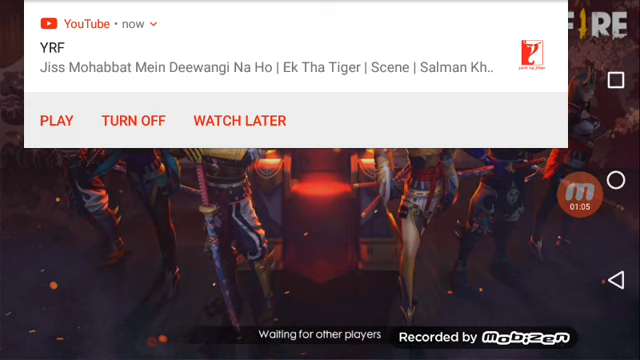 YouTube • now
FIRE
YRF
Jiss Mohabbat Mein Deewangi Na Ho | Ek Tha Tiger | Scene | Salman Kh..
PLAY TURN OFF WATCH LATER
01:05
Waiting for other players
Recorded by Mobizen